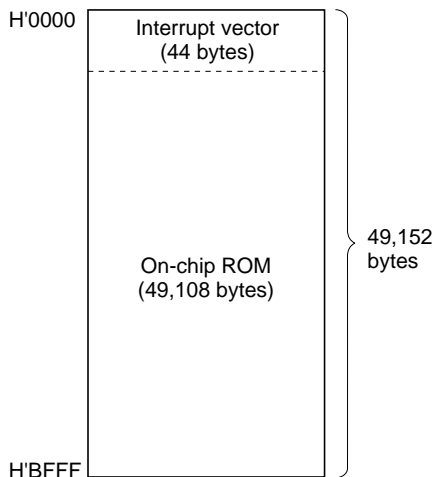 H'0000
Interrupt vector
(44 bytes)
49,152
bytes
On-chip ROM
(49,108 bytes)
H'BFFF